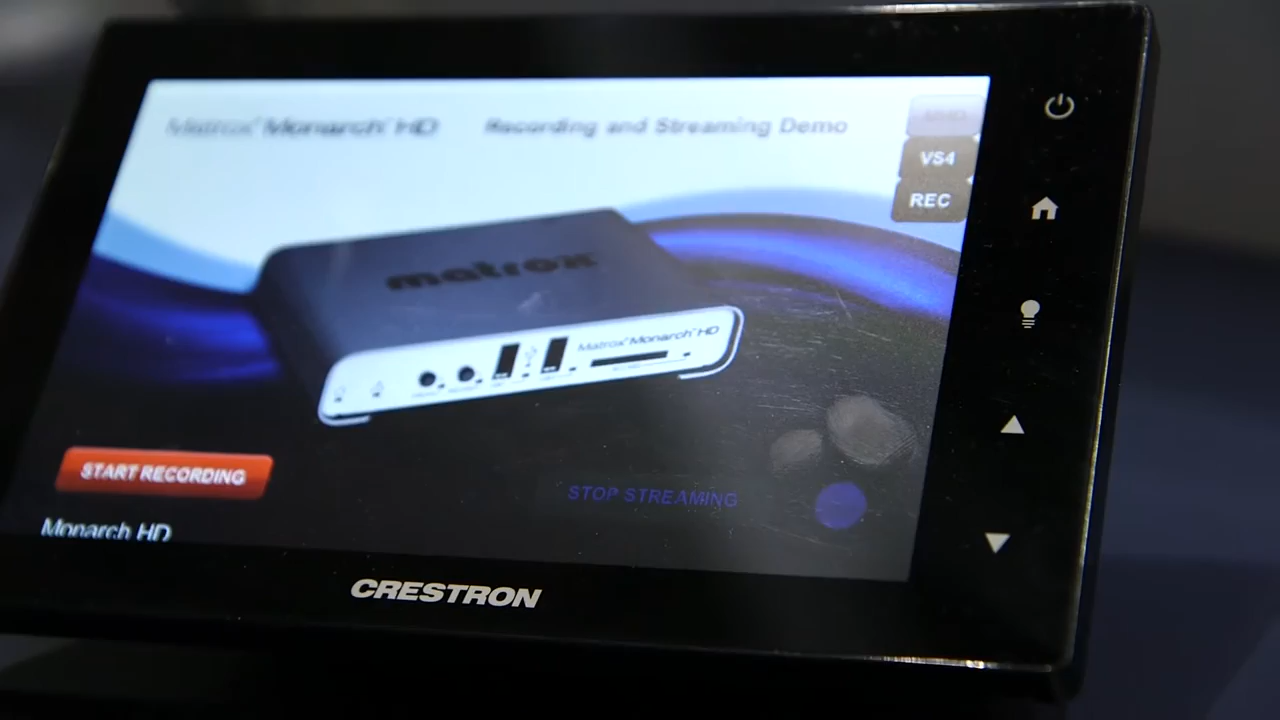 Matrox Monarch HD Recording and Streaming Demo
VS4
REC
matrox
Matrox Monarch HD
START RECORDING
STOP STREAMING
Monarch HD
CRESTRON